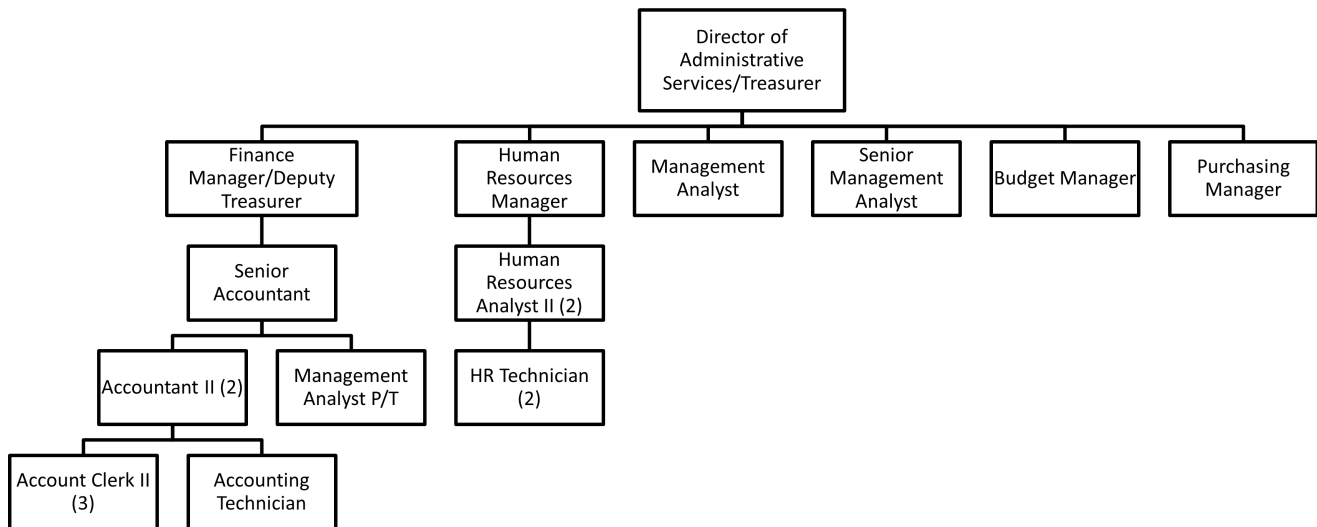 Director of
Administrative
Services/Treasurer
Finance
Manager/Deputy
Treasurer
Human
Resources
Manager
Management
Analyst
Senior
Management
Analyst
Budget Manager
Purchasing
Manager
Senior
Accountant
Human
Resources
Analyst II (2)
Accountant II (2)
Management
Analyst P/T
HR Technician
(2)
Account Clerk II
(3)
Accounting
Technician